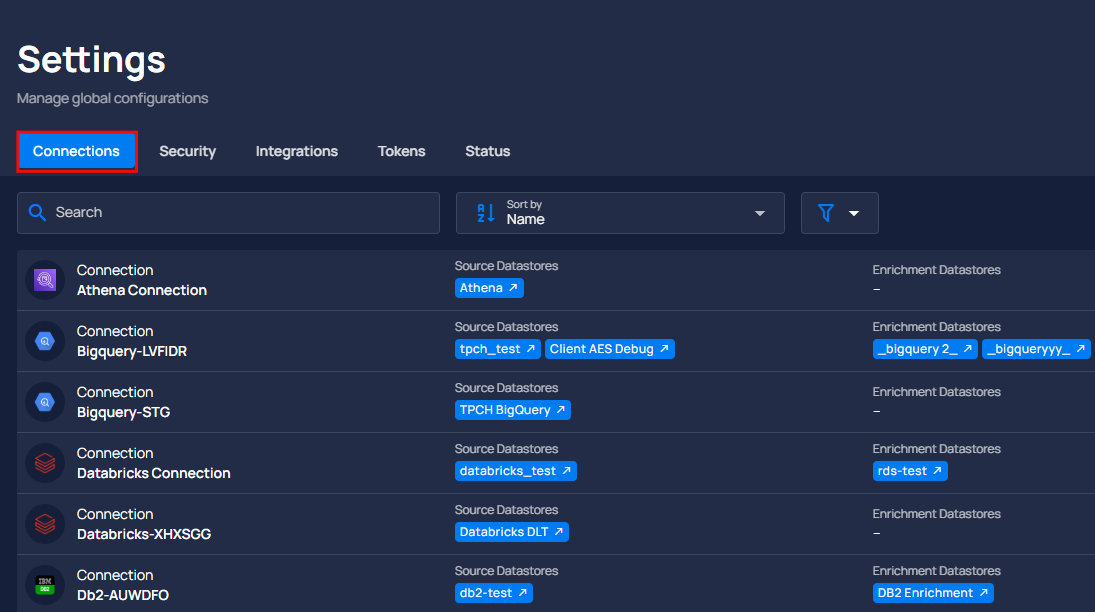 Settings
Manage global configurations
Connections Security Integrations Tokens Status
Search
Sort by
Name
A
Z
Connection Source Datastores Enrichment Datastores
Athena Connection Athena –
Connection Source Datastores Enrichment Datastores
Bigquery-LVFIDR tpch_test Client AES Debug _bigquery 2_ _bigqueryyy_
Connection Source Datastores Enrichment Datastores
Bigquery-STG TPCH BigQuery –
Connection Source Datastores Enrichment Datastores
Databricks Connection databricks_test rds-test
Connection Source Datastores Enrichment Datastores
Databricks-XHXSGG Databricks DLT –
Connection Source Datastores Enrichment Datastores
IBM
DB2
Db2-AUWDFO db2-test DB2 Enrichment